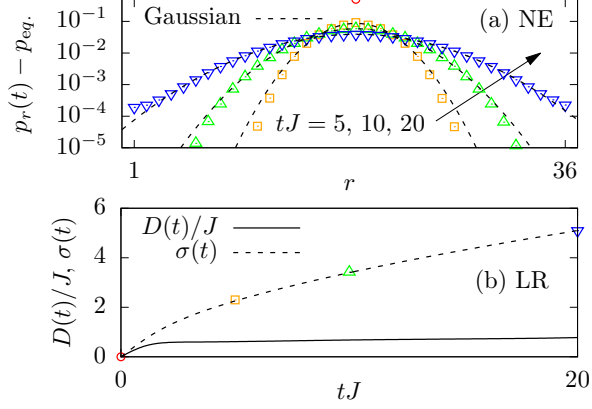 10⁻¹
10⁻²
10⁻³
10⁻⁴
10⁻⁵
p_r(t) − p_eq.
Gaussian
(a) NE
tJ = 5, 10, 20
1
r
36
6
4
2
0
D(t)/J, σ(t)
D(t)/J
σ(t)
(b) LR
0
tJ
20